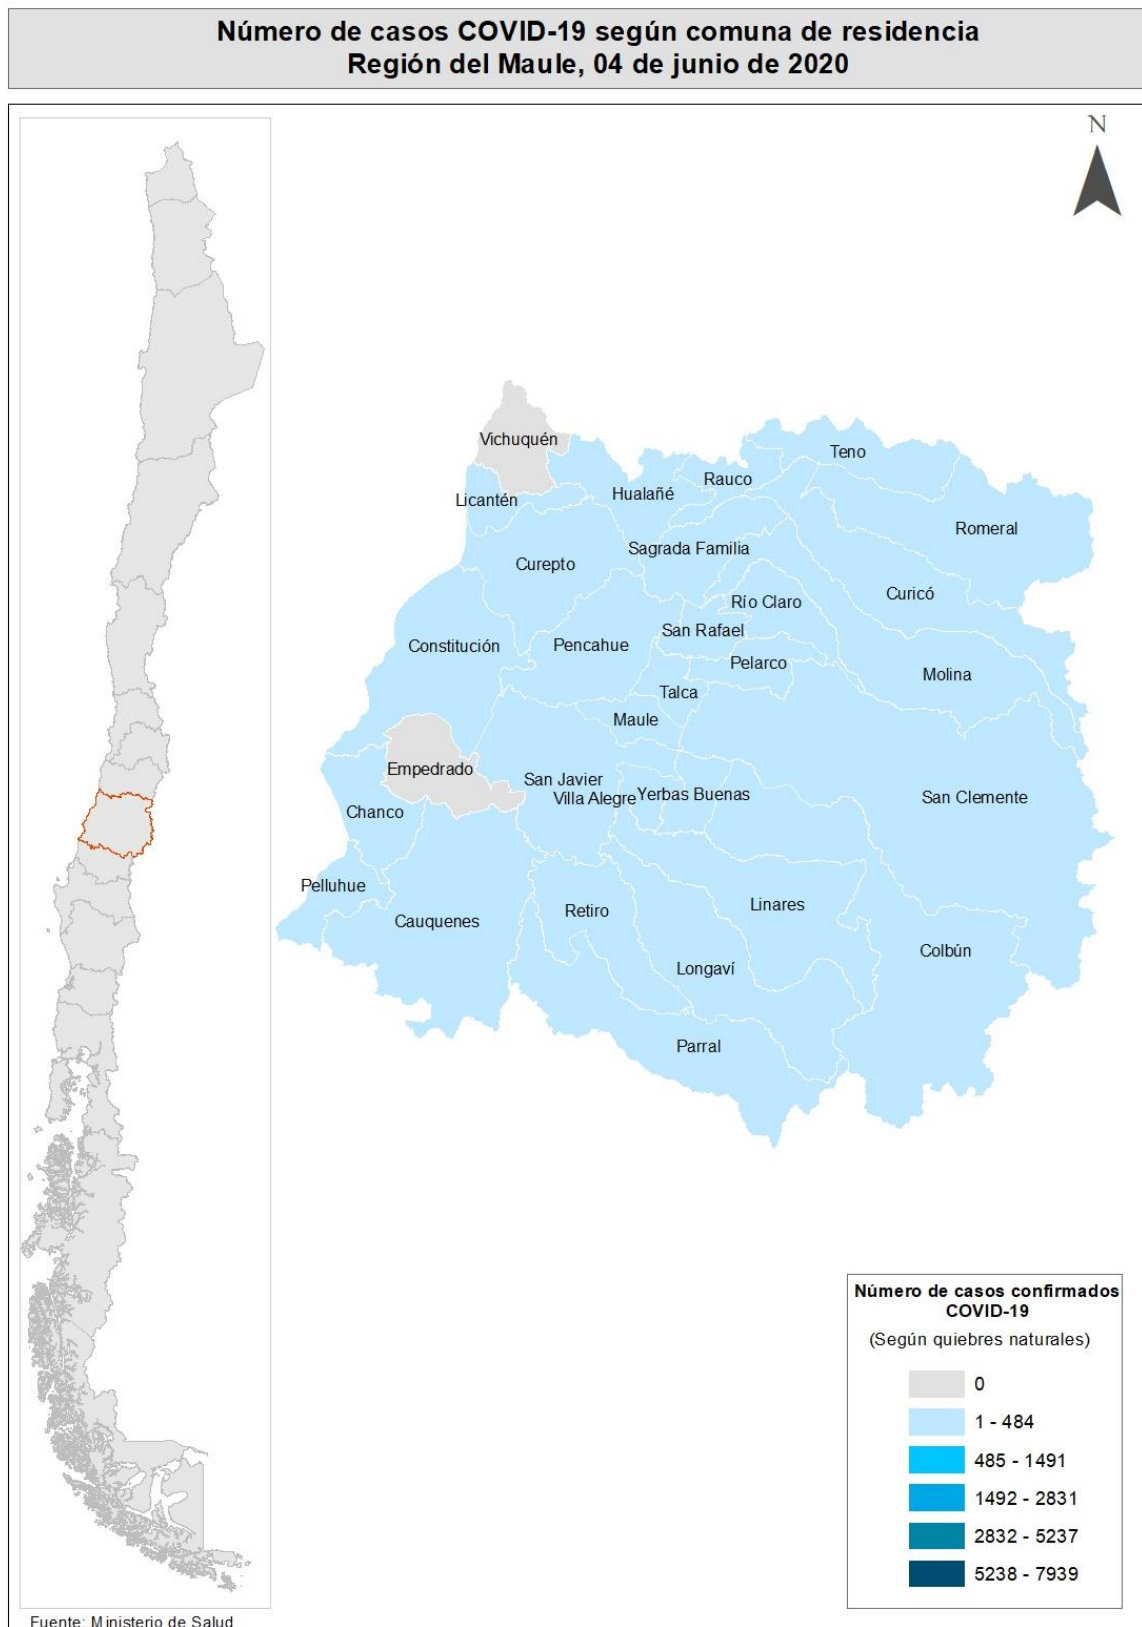 Número de casos COVID-19 según comuna de residencia
Región del Maule, 04 de junio de 2020
N
Vichuquén
Teno
Rauco
Hualañé
Licantén
Romeral
Sagrada Familia
Curepto
Curicó
Río Claro
San Rafael
Constitución
Pencahue
Pelarco
Molina
Talca
Maule
Empedrado
San Javier
Villa Alegre
Yerbas Buenas
San Clemente
Chanco
Pelluhue
Cauquenes
Retiro
Linares
Colbún
Longaví
Parral
Número de casos confirmados
COVID-19
(Según quiebres naturales)
0
1 - 484
485 - 1491
1492 - 2831
2832 - 5237
5238 - 7939
Fuente: Ministerio de Salud